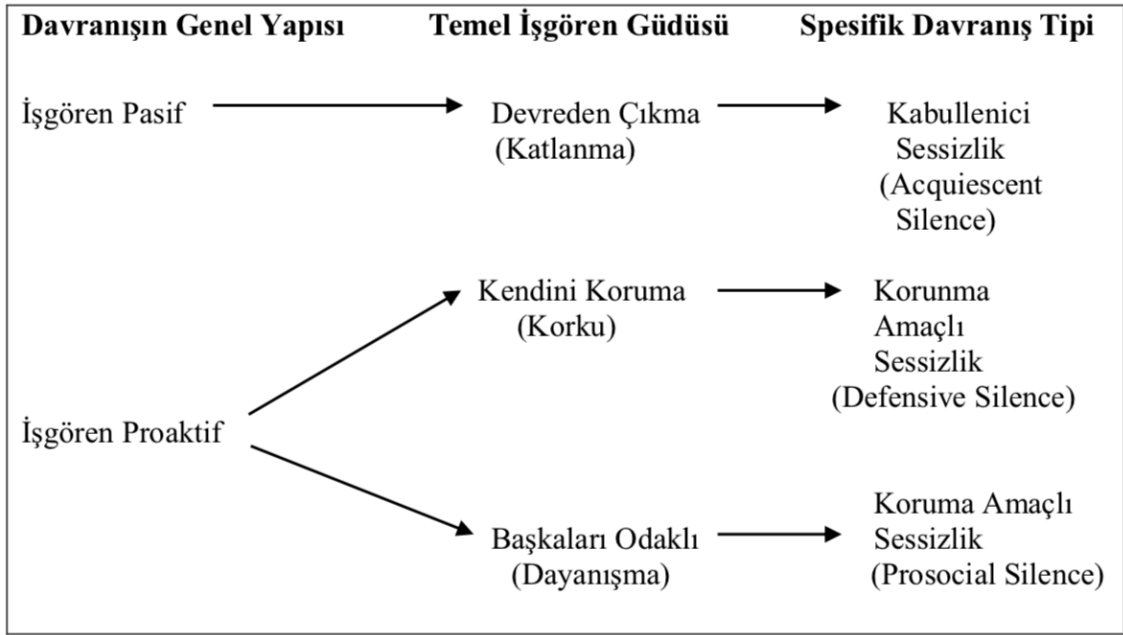 Davranışın Genel Yapısı Temel İşgören Güdüsü Spesifik Davranış Tipi
İşgören Pasif Devreden Çıkma Kabullenici
(Katlanma) Sessizlik
(Acquiescent
Silence)
Kendini Koruma Korunma
(Korku) Amaçlı
Sessizlik
(Defensive Silence)
İşgören Proaktif
Başkaları Odaklı Koruma Amaçlı
(Dayanışma) Sessizlik
(Prosocial Silence)